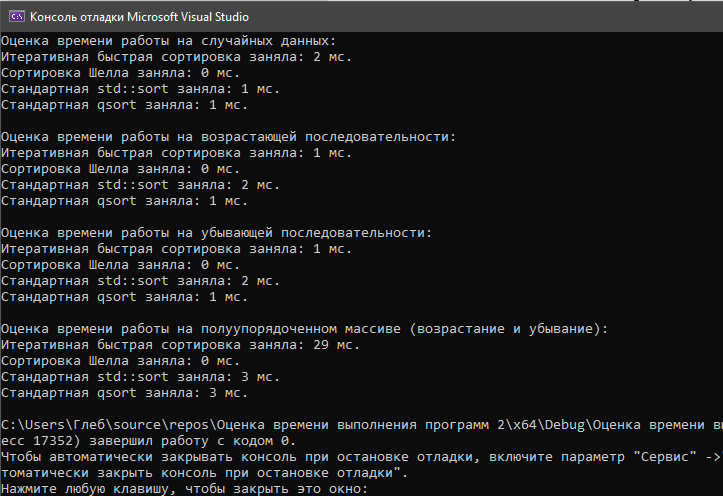 Консоль отладки Microsoft Visual Studio
Оценка времени работы на случайных данных:
Итеративная быстрая сортировка заняла: 2 мс.
Сортировка Шелла заняла: 0 мс.
Стандартная std::sort заняла: 1 мс.
Стандартная qsort заняла: 1 мс.
Оценка времени работы на возрастающей последовательности:
Итеративная быстрая сортировка заняла: 1 мс.
Сортировка Шелла заняла: 0 мс.
Стандартная std::sort заняла: 2 мс.
Стандартная qsort заняла: 1 мс.
Оценка времени работы на убывающей последовательности:
Итеративная быстрая сортировка заняла: 1 мс.
Сортировка Шелла заняла: 0 мс.
Стандартная std::sort заняла: 2 мс.
Стандартная qsort заняла: 1 мс.
Оценка времени работы на полуупорядоченном массиве (возрастание и убывание):
Итеративная быстрая сортировка заняла: 29 мс.
Сортировка Шелла заняла: 0 мс.
Стандартная std::sort заняла: 3 мс.
Стандартная qsort заняла: 3 мс.
C:\Users\Глеб\source\repos\Оценка времени выполнения программ 2\x64\Debug\Оценка времени в
есс 17352) завершил работу с кодом 0.
Чтобы автоматически закрывать консоль при остановке отладки, включите параметр "Сервис" ->
томатически закрыть консоль при остановке отладки".
Нажмите любую клавишу, чтобы закрыть это окно: